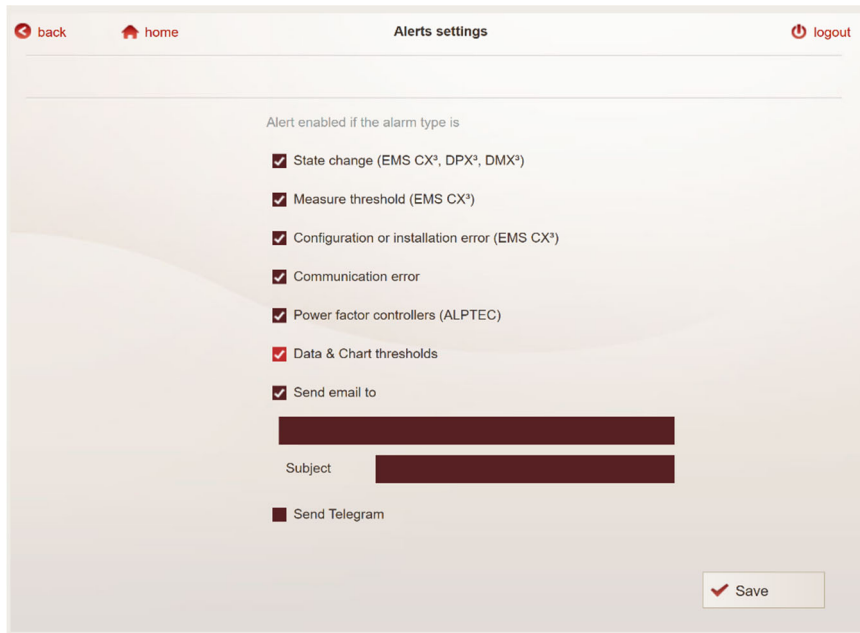 back home Alerts settings logout
Alert enabled if the alarm type is
State change (EMS CX³, DPX³, DMX³)
Measure threshold (EMS CX³)
Configuration or installation error (EMS CX³)
Communication error
Power factor controllers (ALPTEC)
Data & Chart thresholds
Send email to
Subject
Send Telegram
Save